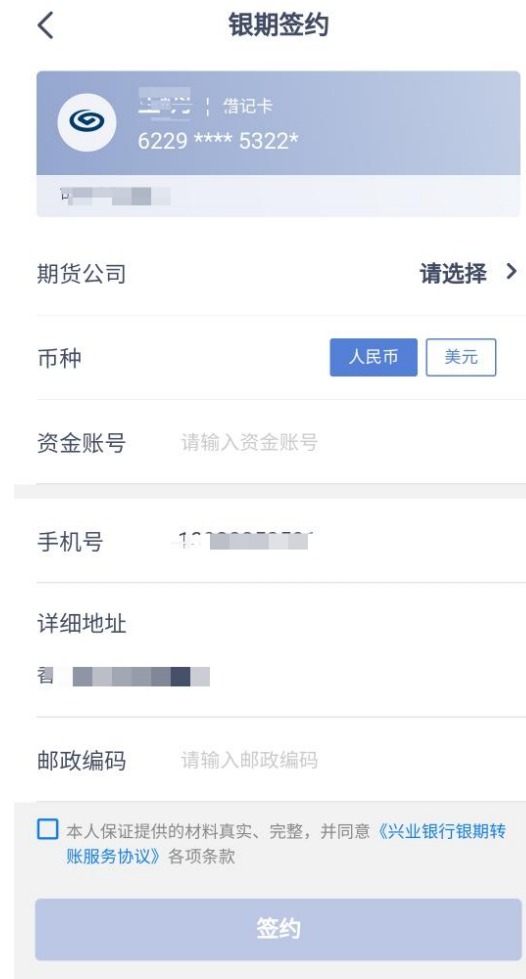 银期签约
借记卡
6229 **** 5322*
期货公司 请选择
币种 人民币 美元
资金账号 请输入资金账号
手机号
详细地址
邮政编码 请输入邮政编码
本人保证提供的材料真实、完整，并同意《兴业银行银期转
账服务协议》各项条款
签约